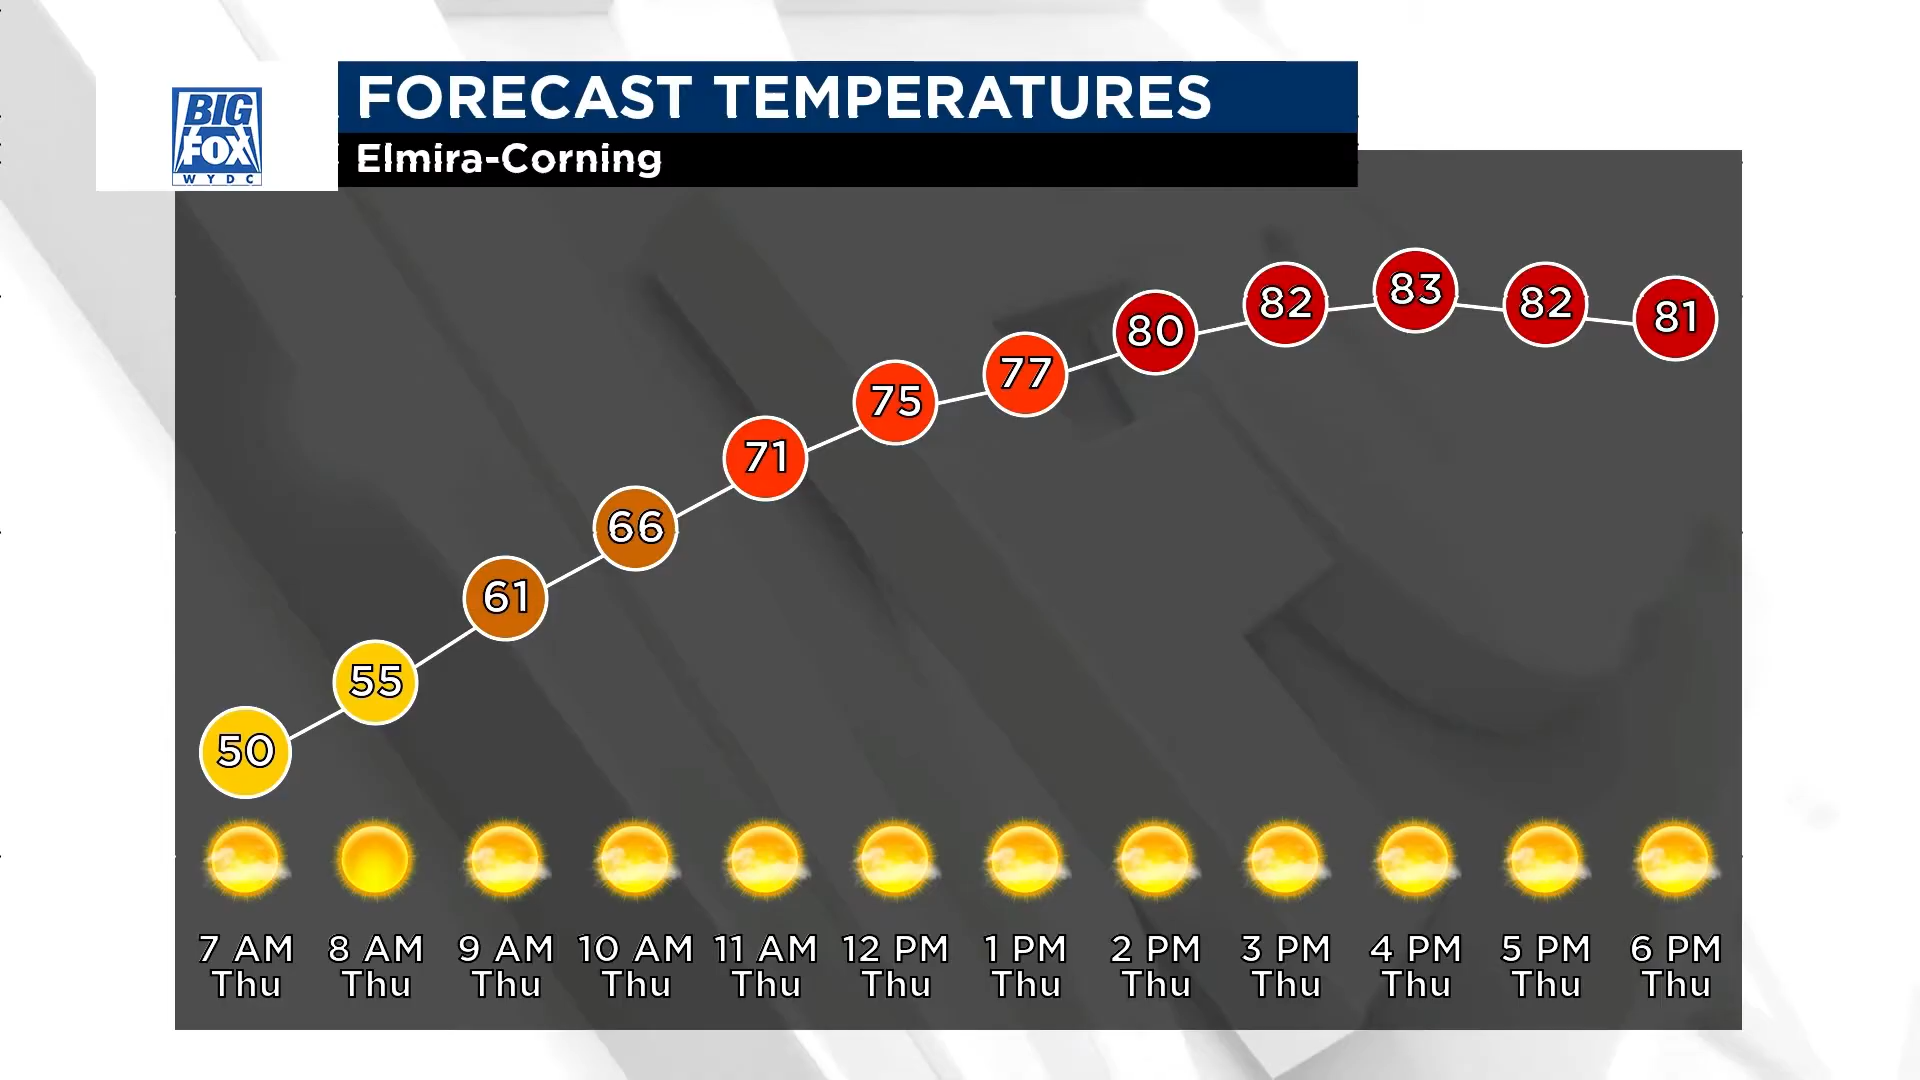 BIG
FOX
WYDC
FORECAST TEMPERATURES
Elmira-Corning
50
55
61
66
71
75
77
80
82
83
82
81
7 AM 8 AM 9 AM 10 AM 11 AM 12 PM 1 PM 2 PM 3 PM 4 PM 5 PM 6 PM
Thu Thu Thu Thu Thu Thu Thu Thu Thu Thu Thu Thu